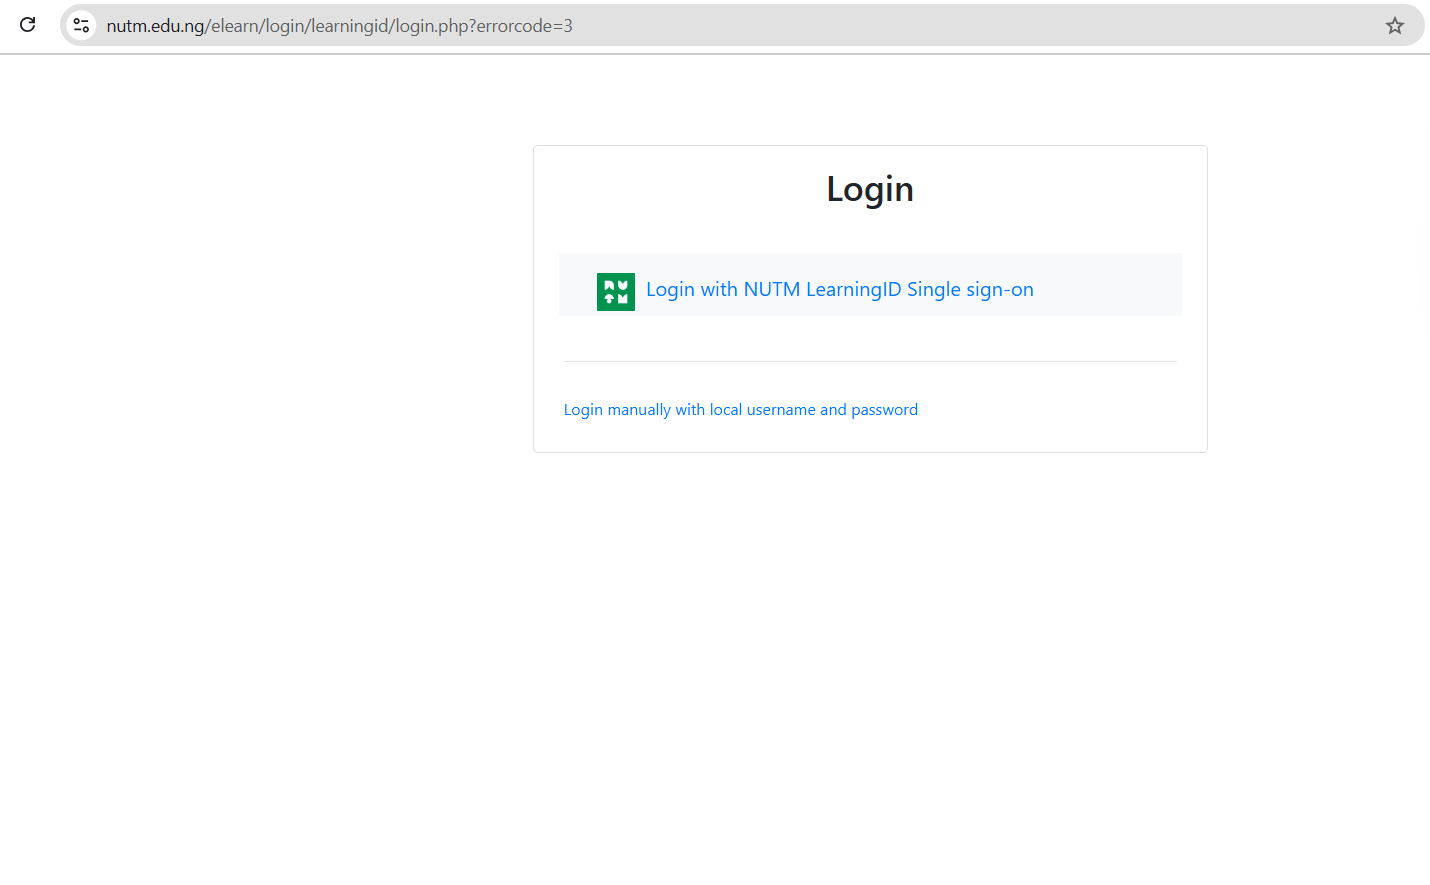 nutm.edu.ng/elearn/login/learningid/login.php?errorcode=3
Login
NUTM Login with NUTM LearningID Single sign-on
Login manually with local username and password